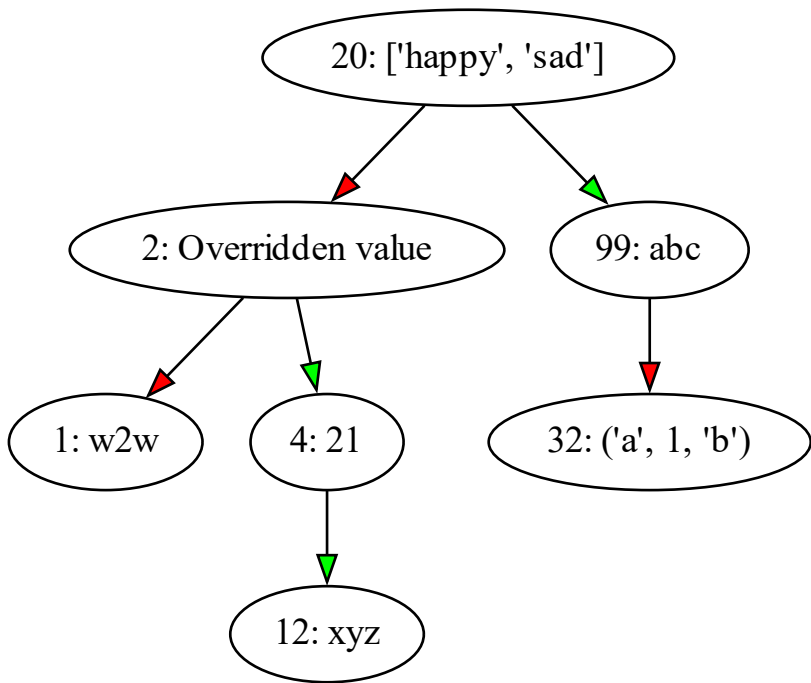 20: ['happy', 'sad']
2: Overridden value
99: abc
1: w2w
4: 21
32: ('a', 1, 'b')
12: xyz